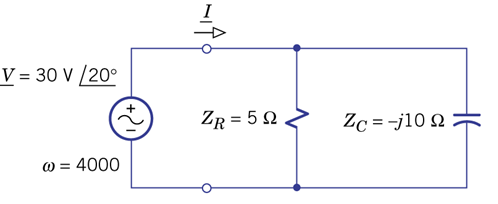 I
V = 30 V /20°
+
−
Z_R = 5 Ω
Z_C = –j10 Ω
ω = 4000